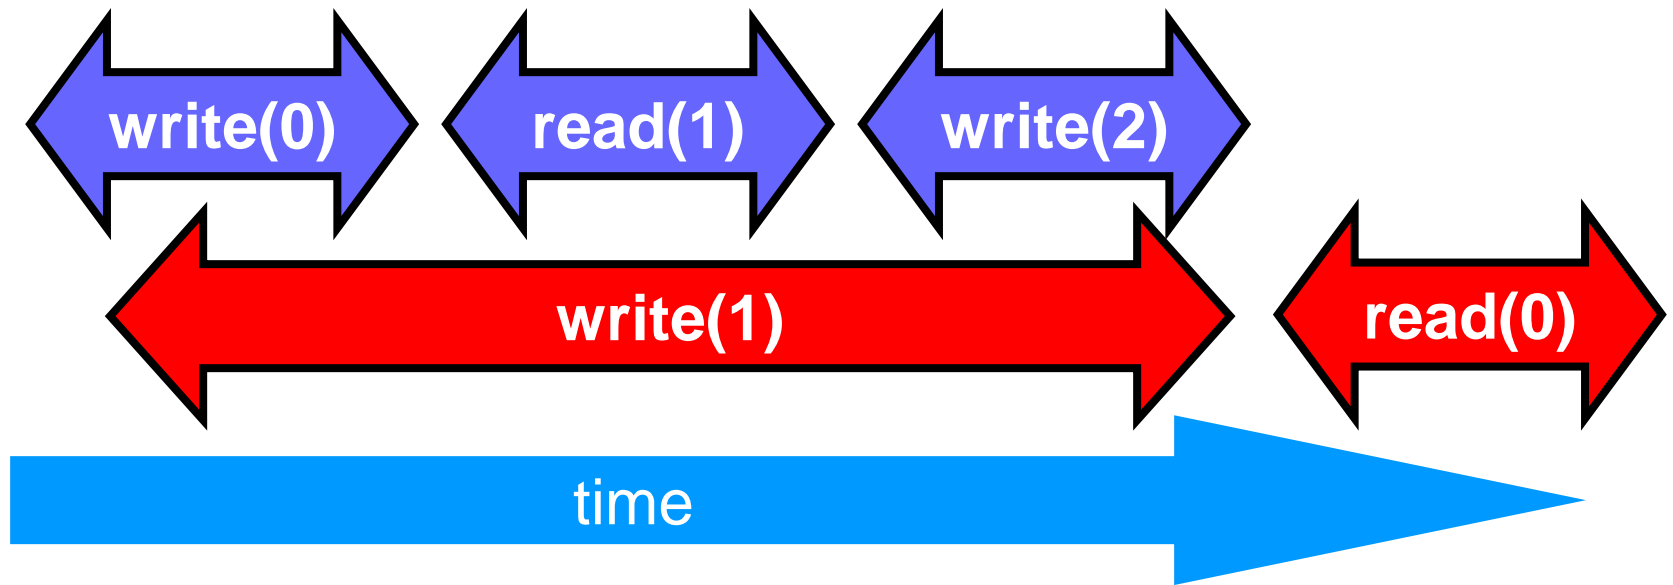 write(0)
read(1)
write(2)
write(1)
read(0)
time